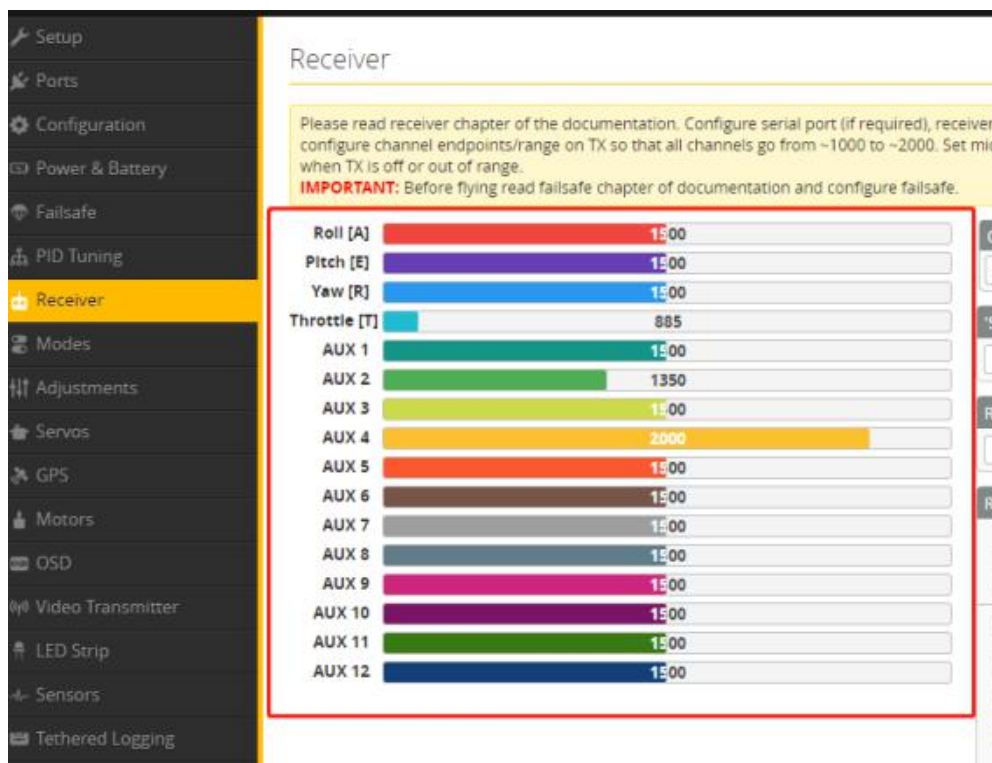 Setup
Ports
Configuration
Power & Battery
Failsafe
PID Tuning
Receiver
Modes
Adjustments
Servos
GPS
Motors
OSD
Video Transmitter
LED Strip
Sensors
Tethered Logging
Receiver
Please read receiver chapter of the documentation. Configure serial port (if required), receiver
configure channel endpoints/range on TX so that all channels go from ~1000 to ~2000. Set
when TX is off or out of range.
IMPORTANT: Before flying read failsafe chapter of documentation and configure failsafe.
Roll [A] 1500
Pitch [E] 1500
Yaw [R] 1500
Throttle [T] 885
AUX 1 1500
AUX 2 1350
AUX 3 1500
AUX 4 2000
AUX 5 1500
AUX 6 1500
AUX 7 1500
AUX 8 1500
AUX 9 1500
AUX 10 1500
AUX 11 1500
AUX 12 1500